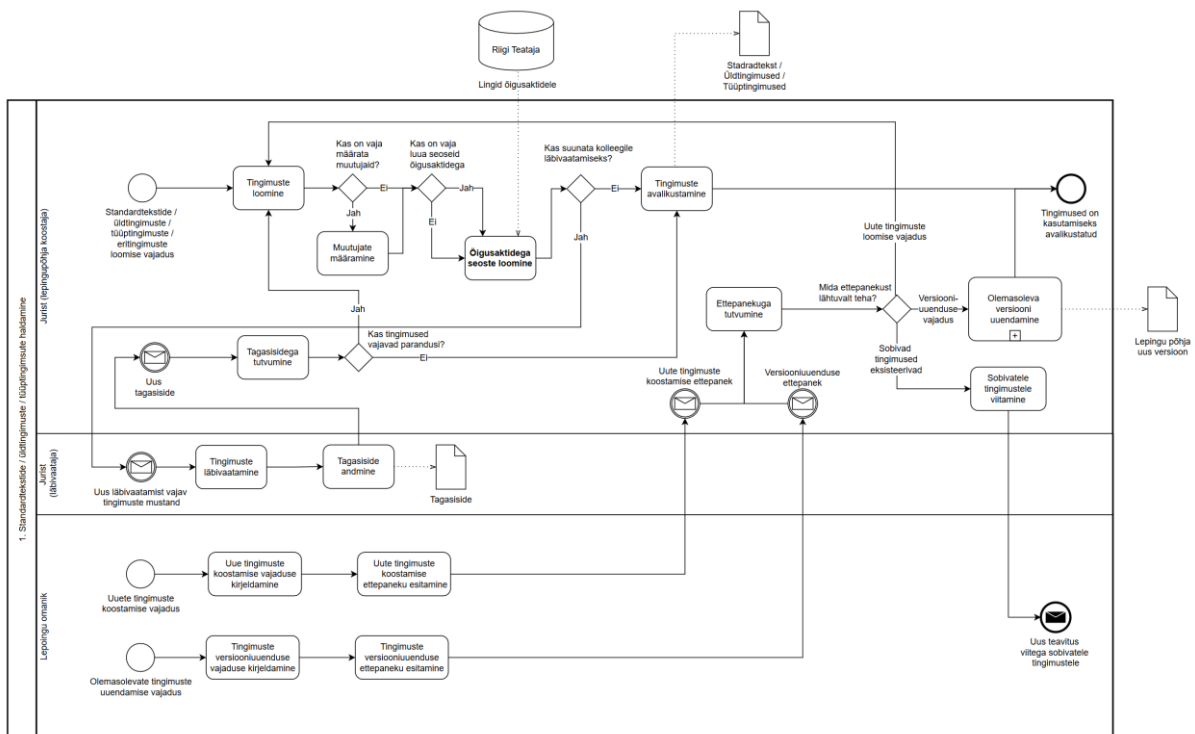 Riigi Teataja
Lingid õigusaktidele
Stadradtekst /
Üldtingimused /
Tüüptingimused
1. Standardtekstide / üldtingimuste / tüüptingimsute haldamine
Jurist (lepingupõhja koostaja)
Standardtekstide /
üldtingimuste /
tüüptingimuste /
eritingimuste
loomise vajadus
Tingimuste
loomine
Kas on vaja
määrata
muutujaid?
Ei
Jah
Muutujate
määramine
Kas on vaja
luua seoseid
õigusaktidega
Jah
Ei
Õigusaktidega
seoste loomine
Kas suunata kolleegile
läbivaatamiseks?
Ei
Jah
Tingimuste
avalikustamine
Uute tingimuste
loomise vajadus
Tingimused on
kasutamiseks
avalikustatud
Ettepanekuga
tutvumine
Mida ettepanekust
lähtuvalt teha?
Versiooni-
uuenduse
vajadus
Olemasoleva
versiooni
uuendamine
Lepingu põhja
uus versioon
Sobivad
tingimused
eksisteerivad
Sobivatele
tingimustele
viitamine
Uus
tagasiside
Tagasisidega
tutvumine
Jah
Kas tingimused
vajavad parandusi?
Ei
Uute tingimuste
koostamise ettepanek
Versiooniuuenduse
ettepanek
Jurist
(läbivaataja)
Uus läbivaatamist vajav
tingimuste mustand
Tingimuste
läbivaatamine
Tagasiside
andmine
Tagasiside
Lepoingu omanik
Uuete tingimuste
koostamise vajadus
Uue tingimuste
koostamise vajaduse
kirjeldamine
Uute tingimuste
koostamise
ettepaneku esitamine
Olemasolevate tingimuste
uuendamise vajadus
Tingimuste
versiooniuuenduse
vajaduse kirjeldamine
Tingimuste
versiooniuuenduse
ettepaneku esitamine
Uus teavitus
viitega sobivatele
tingimustele